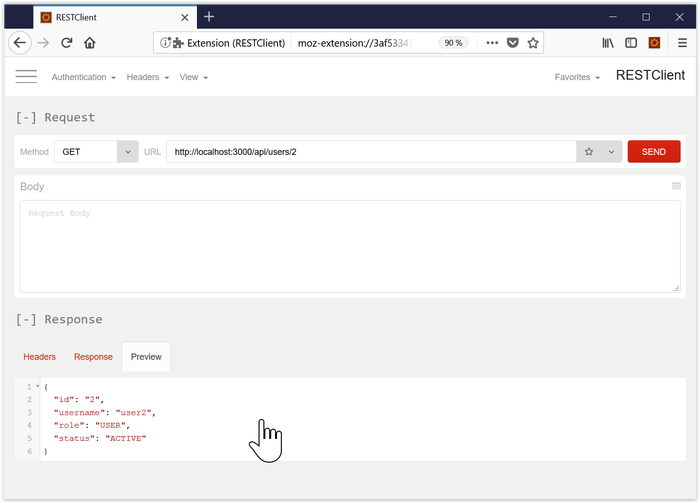 RESTClient
Extension (RESTClient) moz-extension://3af5334
90 %
Authentication Headers View Favorites RESTClient
[-] Request
Method GET URL http://localhost:3000/api/users/2 SEND
Body
Request Body
[-] Response
Headers Response Preview
1 {
2 "id": "2",
3 "username": "user2",
4 "role": "USER",
5 "status": "ACTIVE"
6 }